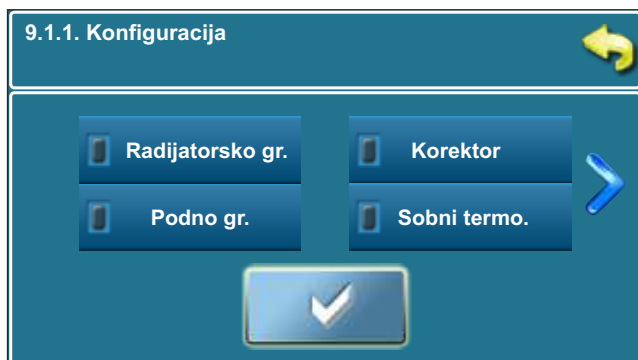 9.1.1. Konfiguracija
Radijatorsko gr.
Korektor
Podno gr.
Sobni termo.